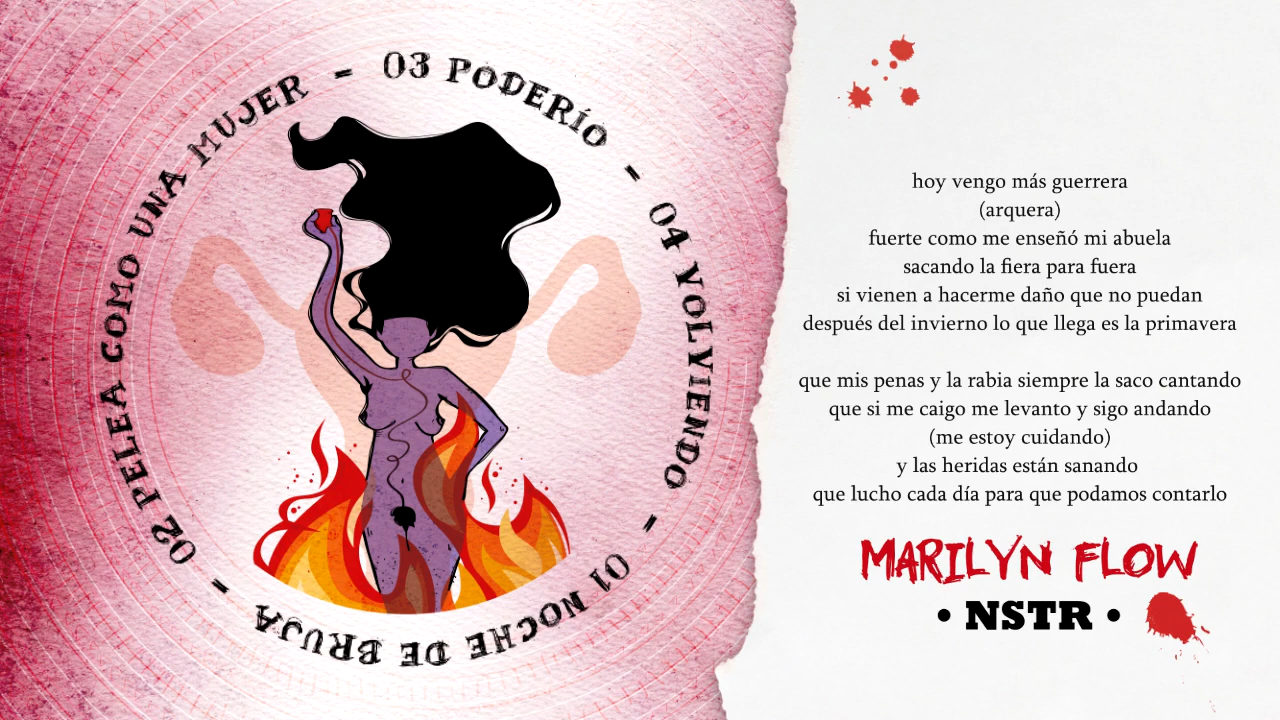 01 NOCHE DE BRUJA –
02 PELEA COMO UNA MUJER –
03 PODERÍO –
04 VOLVIENDO –
hoy vengo más guerrera
(arquera)
fuerte como me enseñó mi abuela
sacando la fiera para fuera
si vienen a hacerme daño que no puedan
después del invierno lo que llega es la primavera
que mis penas y la rabia siempre la saco cantando
que si me caigo me levanto y sigo andando
(me estoy cuidando)
y las heridas están sanando
que lucho cada día para que podamos contarlo
MARILYN FLOW
• NSTR •